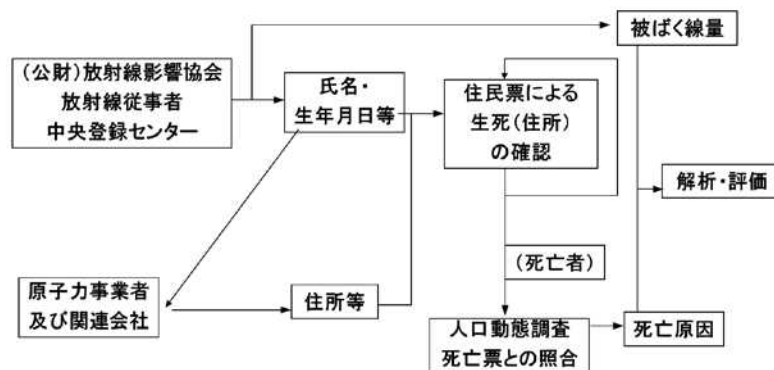 被ばく線量
(公財)放射線影響協会
放射線従事者
中央登録センター
氏名・
生年月日等
住民票による
生死(住所)
の確認
解析・評価
(死亡者)
原子力事業者
及び関連会社
住所等
人口動態調査
死亡票との照合
死亡原因